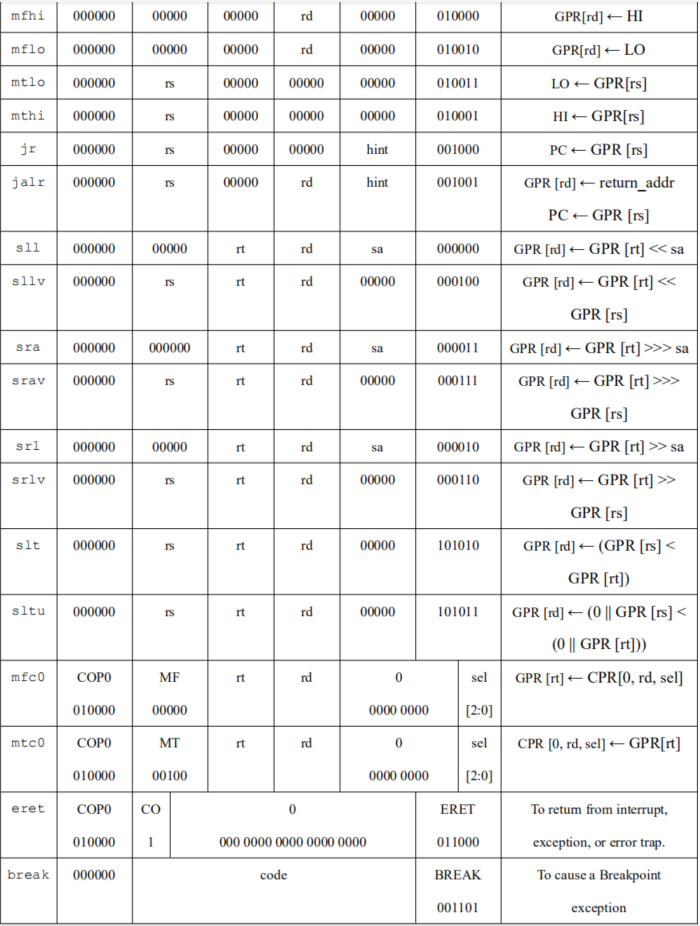 mfhi 000000 00000 00000 rd 00000 010000 GPR[rd] ← HI
mflo 000000 00000 00000 rd 00000 010010 GPR[rd] ← LO
mtlo 000000 rs 00000 00000 00000 010011 LO ← GPR[rs]
mthi 000000 rs 00000 00000 00000 010001 HI ← GPR[rs]
jr 000000 rs 00000 00000 hint 001000 PC ← GPR [rs]
jalr 000000 rs 00000 rd hint 001001 GPR [rd] ← return_addr
PC ← GPR [rs]
sll 000000 00000 rt rd sa 000000 GPR [rd] ← GPR [rt] << sa
sllv 000000 rs rt rd 00000 000100 GPR [rd] ← GPR [rt] <<
GPR [rs]
sra 000000 000000 rt rd sa 000011 GPR [rd] ← GPR [rt] >>> sa
srav 000000 rs rt rd 00000 000111 GPR [rd] ← GPR [rt] >>>
GPR [rs]
srl 000000 00000 rt rd sa 000010 GPR [rd] ← GPR [rt] >> sa
srlv 000000 rs rt rd 00000 000110 GPR [rd] ← GPR [rt] >>
GPR [rs]
slt 000000 rs rt rd 00000 101010 GPR [rd] ← (GPR [rs] <
GPR [rt])
sltu 000000 rs rt rd 00000 101011 GPR [rd] ← (0 || GPR [rs] <
(0 || GPR [rt]))
mfc0 COP0 MF rt rd 0 sel GPR [rt] ← CPR[0, rd, sel]
010000 00000 0000 0000 [2:0]
mtc0 COP0 MT rt rd 0 sel CPR [0, rd, sel] ← GPR[rt]
010000 00100 0000 0000 [2:0]
eret COP0 CO 0 ERET To return from interrupt,
010000 1 000 0000 0000 0000 0000 011000 exception, or error trap.
break 000000 code BREAK To cause a Breakpoint
001101 exception